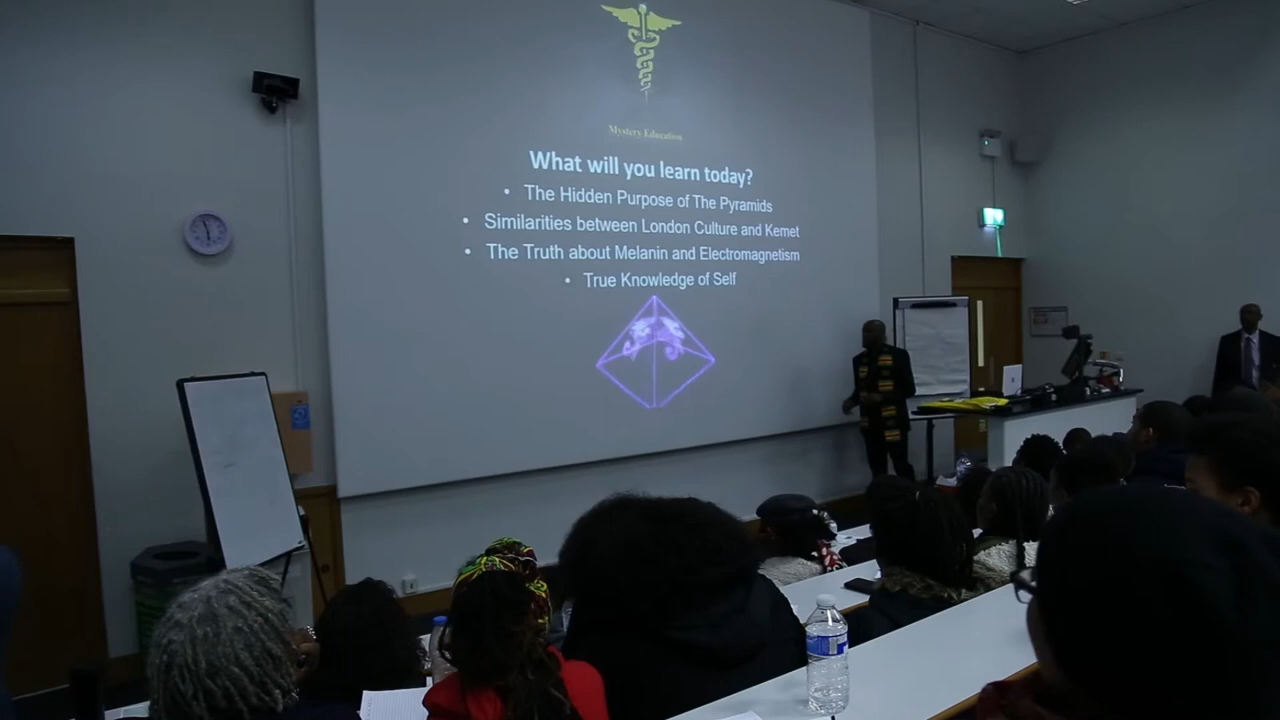 Mystery Education
What will you learn today?
• The Hidden Purpose of The Pyramids
• Similarities between London Culture and Kemet
• The Truth about Melanin and Electromagnetism
• True Knowledge of Self